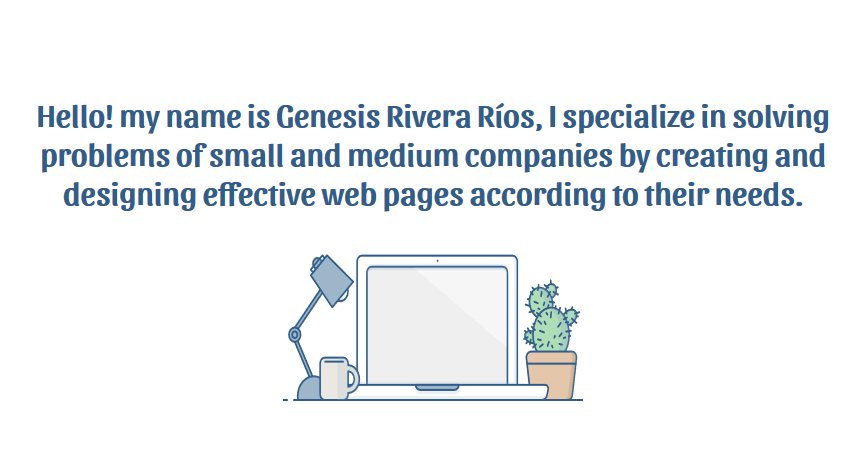 Hello! my name is Genesis Rivera Ríos, I specialize in solving
problems of small and medium companies by creating and
designing effective web pages according to their needs.